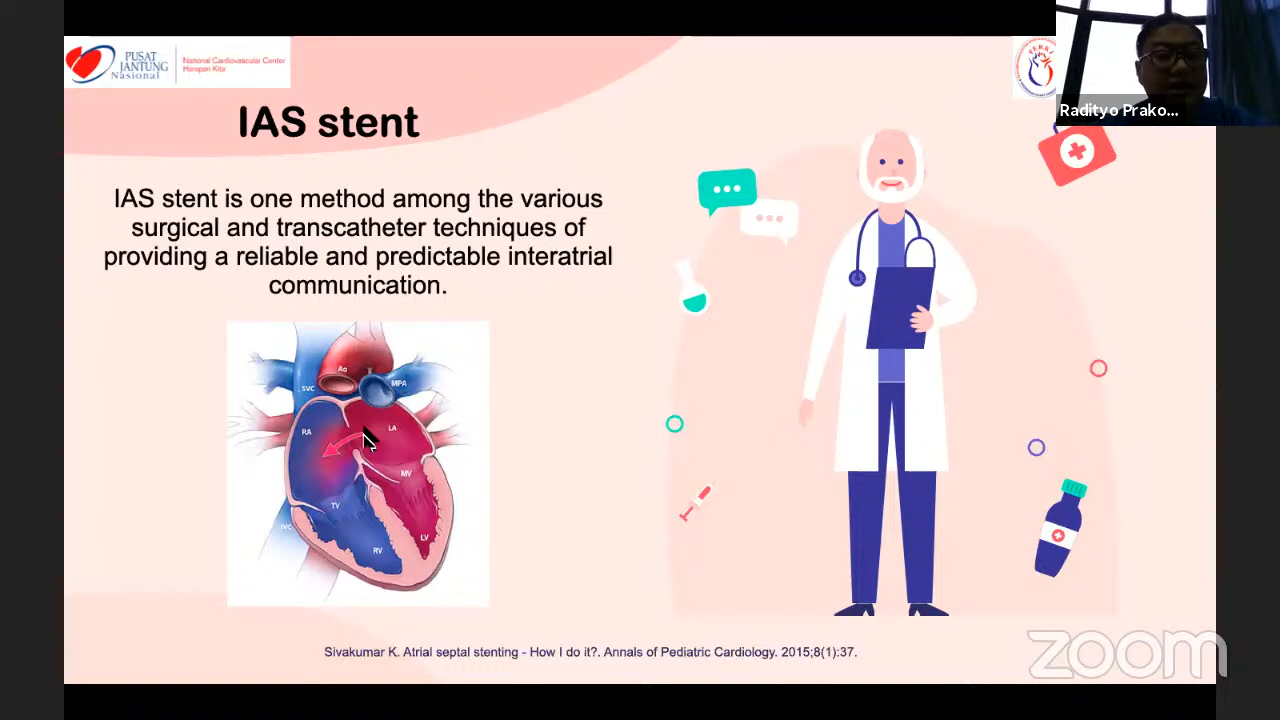 PUSAT
JANTUNG
Nasional
National Cardiovascular Center
Harapan Kita
PERKI
Radityo Prako...
IAS stent
IAS stent is one method among the various
surgical and transcatheter techniques of
providing a reliable and predictable interatrial
communication.
Ao
SVC
MPA
RA
LA
MV
TV
IVC
LV
RV
Sivakumar K. Atrial septal stenting - How I do it?. Annals of Pediatric Cardiology. 2015;8(1):37.
zoom